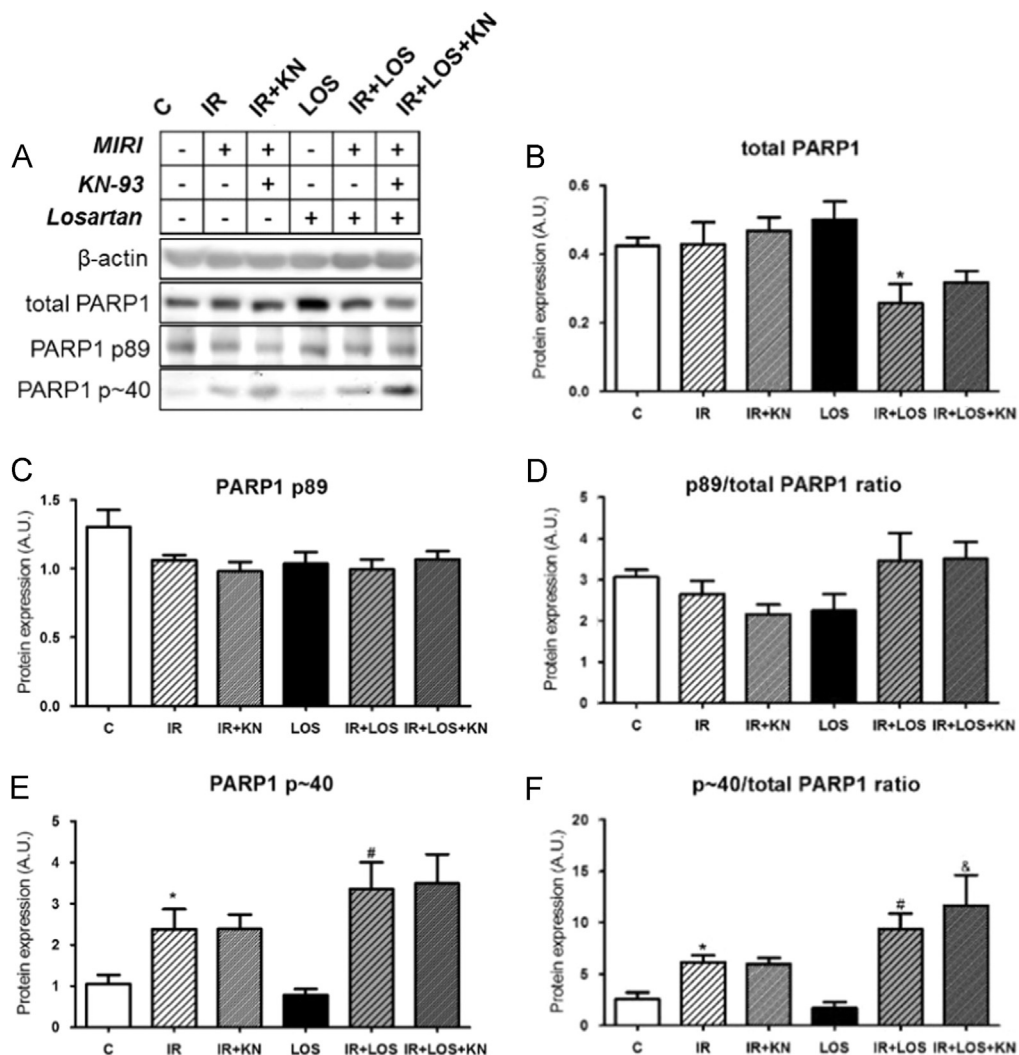 C IR IR+KN LOS IR+LOS IR+LOS+KN
A
MIRI - + + - + +
KN-93 - - + - - +
Losartan - - - + + +
β-actin
total PARP1
PARP1 p89
PARP1 p~40
B
total PARP1
Protein expression (A.U.)
0.6
0.4
0.2
0.0
*
C IR IR+KN LOS IR+LOS IR+LOS+KN
C
PARP1 p89
Protein expression (A.U.)
1.5
1.0
0.5
0.0
C IR IR+KN LOS IR+LOS IR+LOS+KN
D
p89/total PARP1 ratio
Protein expression (A.U.)
5
4
3
2
1
0
C IR IR+KN LOS IR+LOS IR+LOS+KN
E
PARP1 p~40
Protein expression (A.U.)
5
4
3
2
1
0
* #
C IR IR+KN LOS IR+LOS IR+LOS+KN
F
p~40/total PARP1 ratio
Protein expression (A.U.)
20
15
10
5
0
* # &
C IR IR+KN LOS IR+LOS IR+LOS+KN